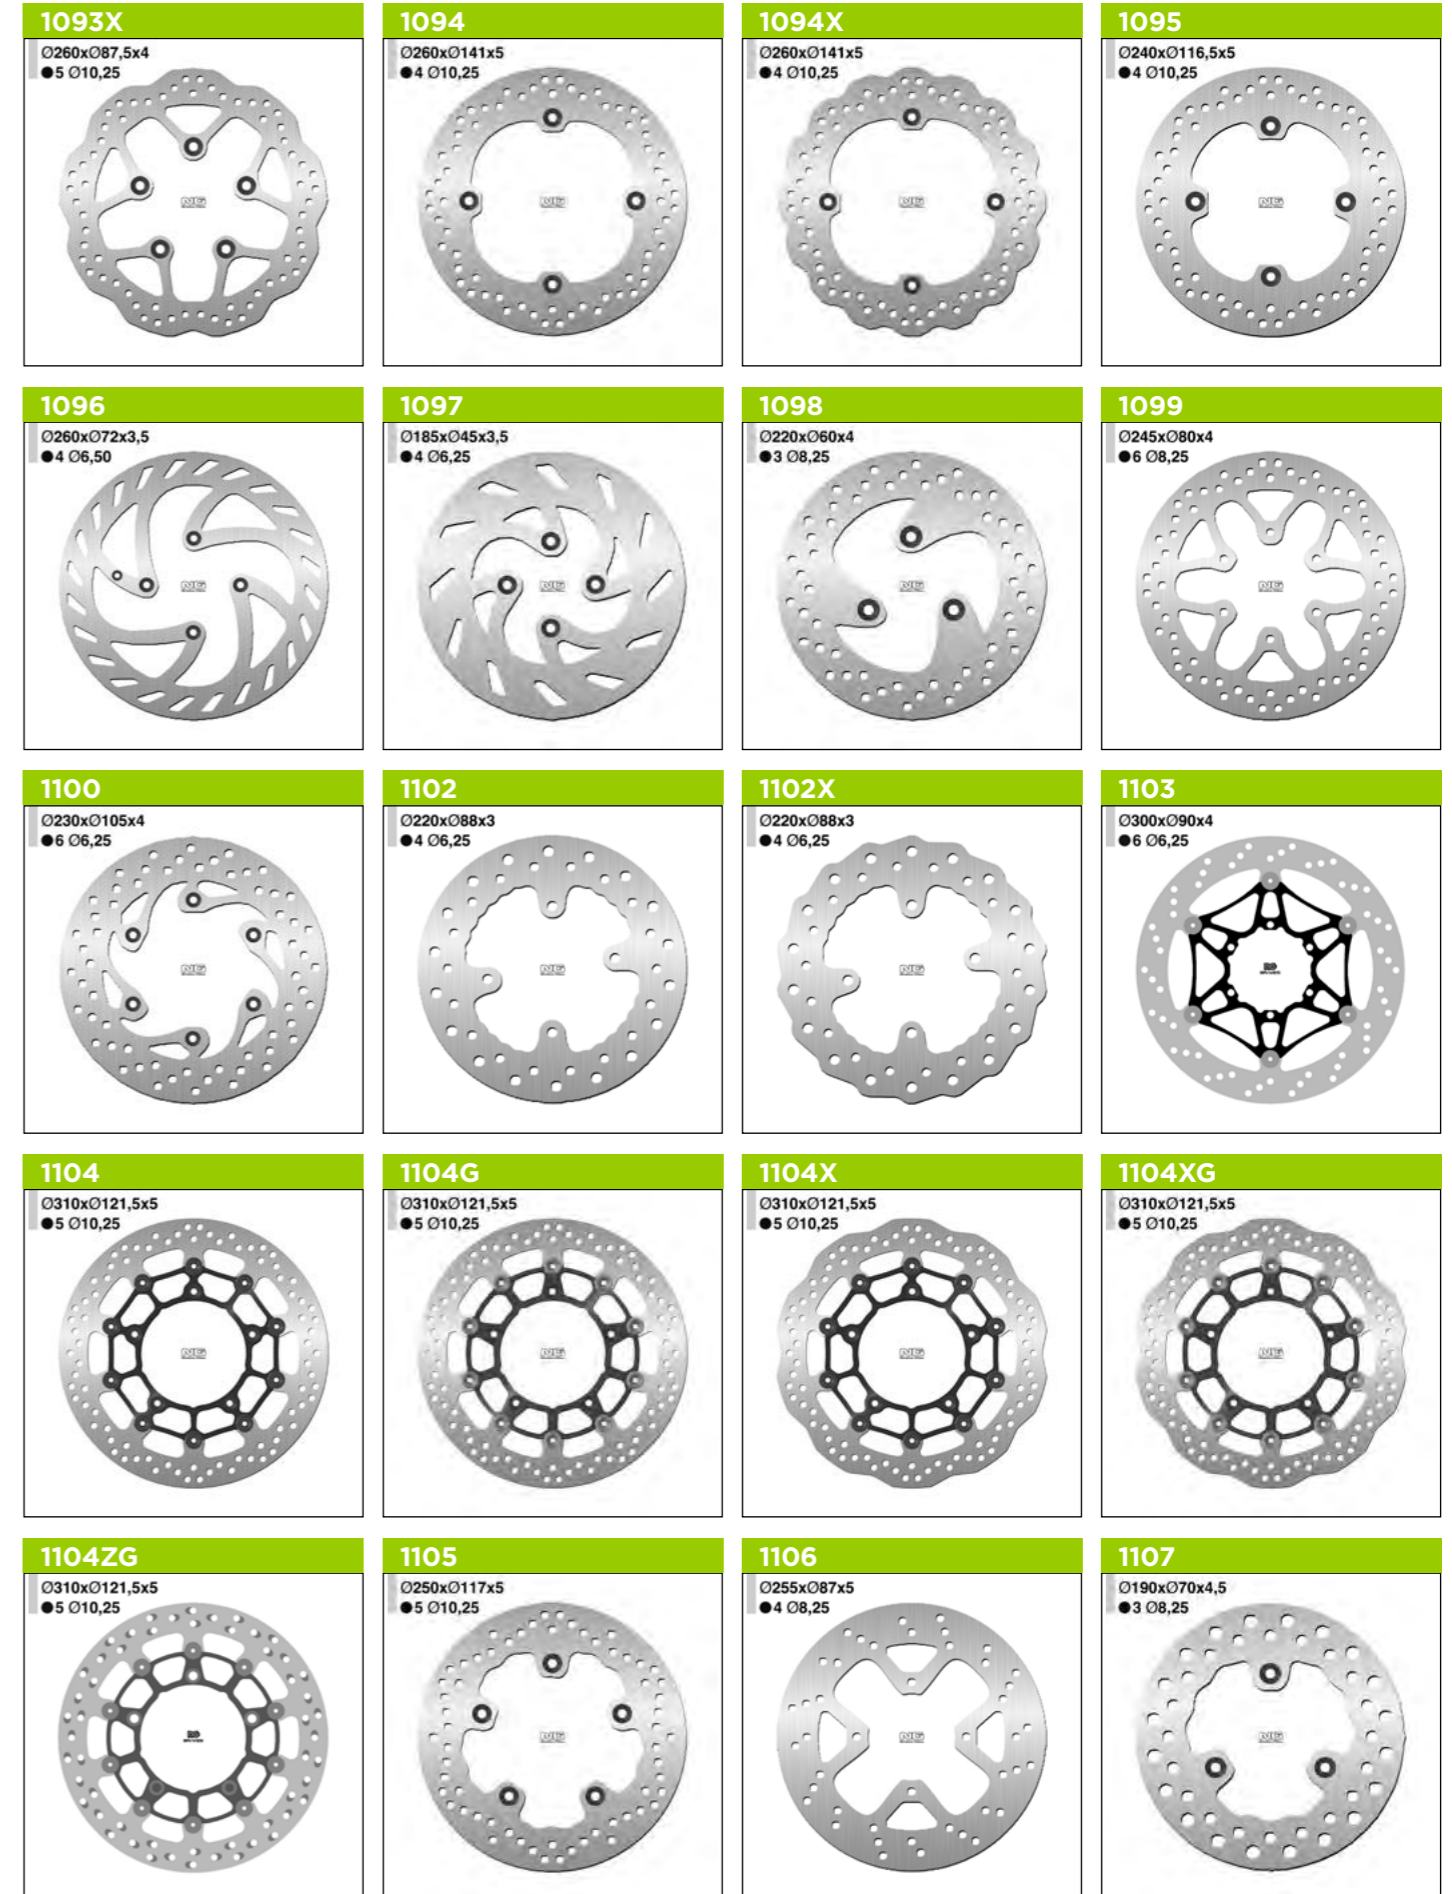 1093X
Ø260xØ87,5x4
●5 Ø10,25
1094
Ø260xØ141x5
●4 Ø10,25
1094X
Ø260xØ141x5
●4 Ø10,25
1095
Ø240xØ116,5x5
●4 Ø10,25
1096
Ø260xØ72x3,5
●4 Ø6,50
1097
Ø185xØ45x3,5
●4 Ø6,25
1098
Ø220xØ60x4
●3 Ø8,25
1099
Ø245xØ80x4
●6 Ø8,25
1100
Ø230xØ105x4
●6 Ø6,25
1102
Ø220xØ88x3
●4 Ø6,25
1102X
Ø220xØ88x3
●4 Ø6,25
1103
Ø300xØ90x4
●6 Ø6,25
1104
Ø310xØ121,5x5
●5 Ø10,25
1104G
Ø310xØ121,5x5
●5 Ø10,25
1104X
Ø310xØ121,5x5
●5 Ø10,25
1104XG
Ø310xØ121,5x5
●5 Ø10,25
1104ZG
Ø310xØ121,5x5
●5 Ø10,25
1105
Ø250xØ117x5
●5 Ø10,25
1106
Ø255xØ87x5
●4 Ø8,25
1107
Ø190xØ70x4,5
●3 Ø8,25